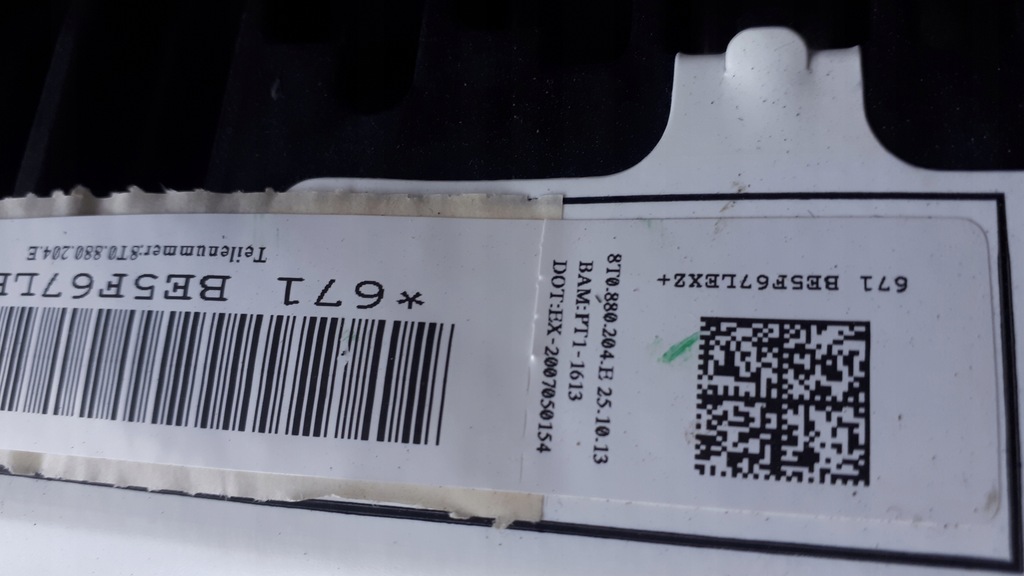 Teilenummer:8T0.880.204.E
*671 BE5F67LE
8T0.880.204.E 25.10.13
BAM:PT1-1613
DOT:EX-2007050154
671 BE5F67LEXZ+